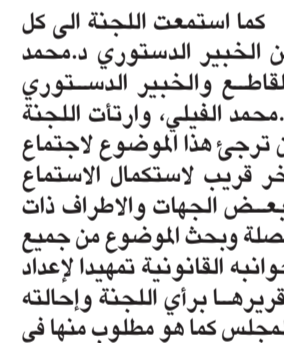 كما استمعت اللجنة الى كل
ن الخبير الدستوري د.محمد
لقاطع والخبير الدستوري
.محمد الفيلي، وارتأت اللجنة
ن ترجئ هذا الموضوع لاجتماع
خر قريب لاستكمال الاستماع
بعض الجهات والاطراف ذات
صلة وبحث الموضوع من جميع
وانبه القانونية تمهيدا لإعداد
قريرها برأي اللجنة وإحالته
لمجلس كما هو مطلوب منها في